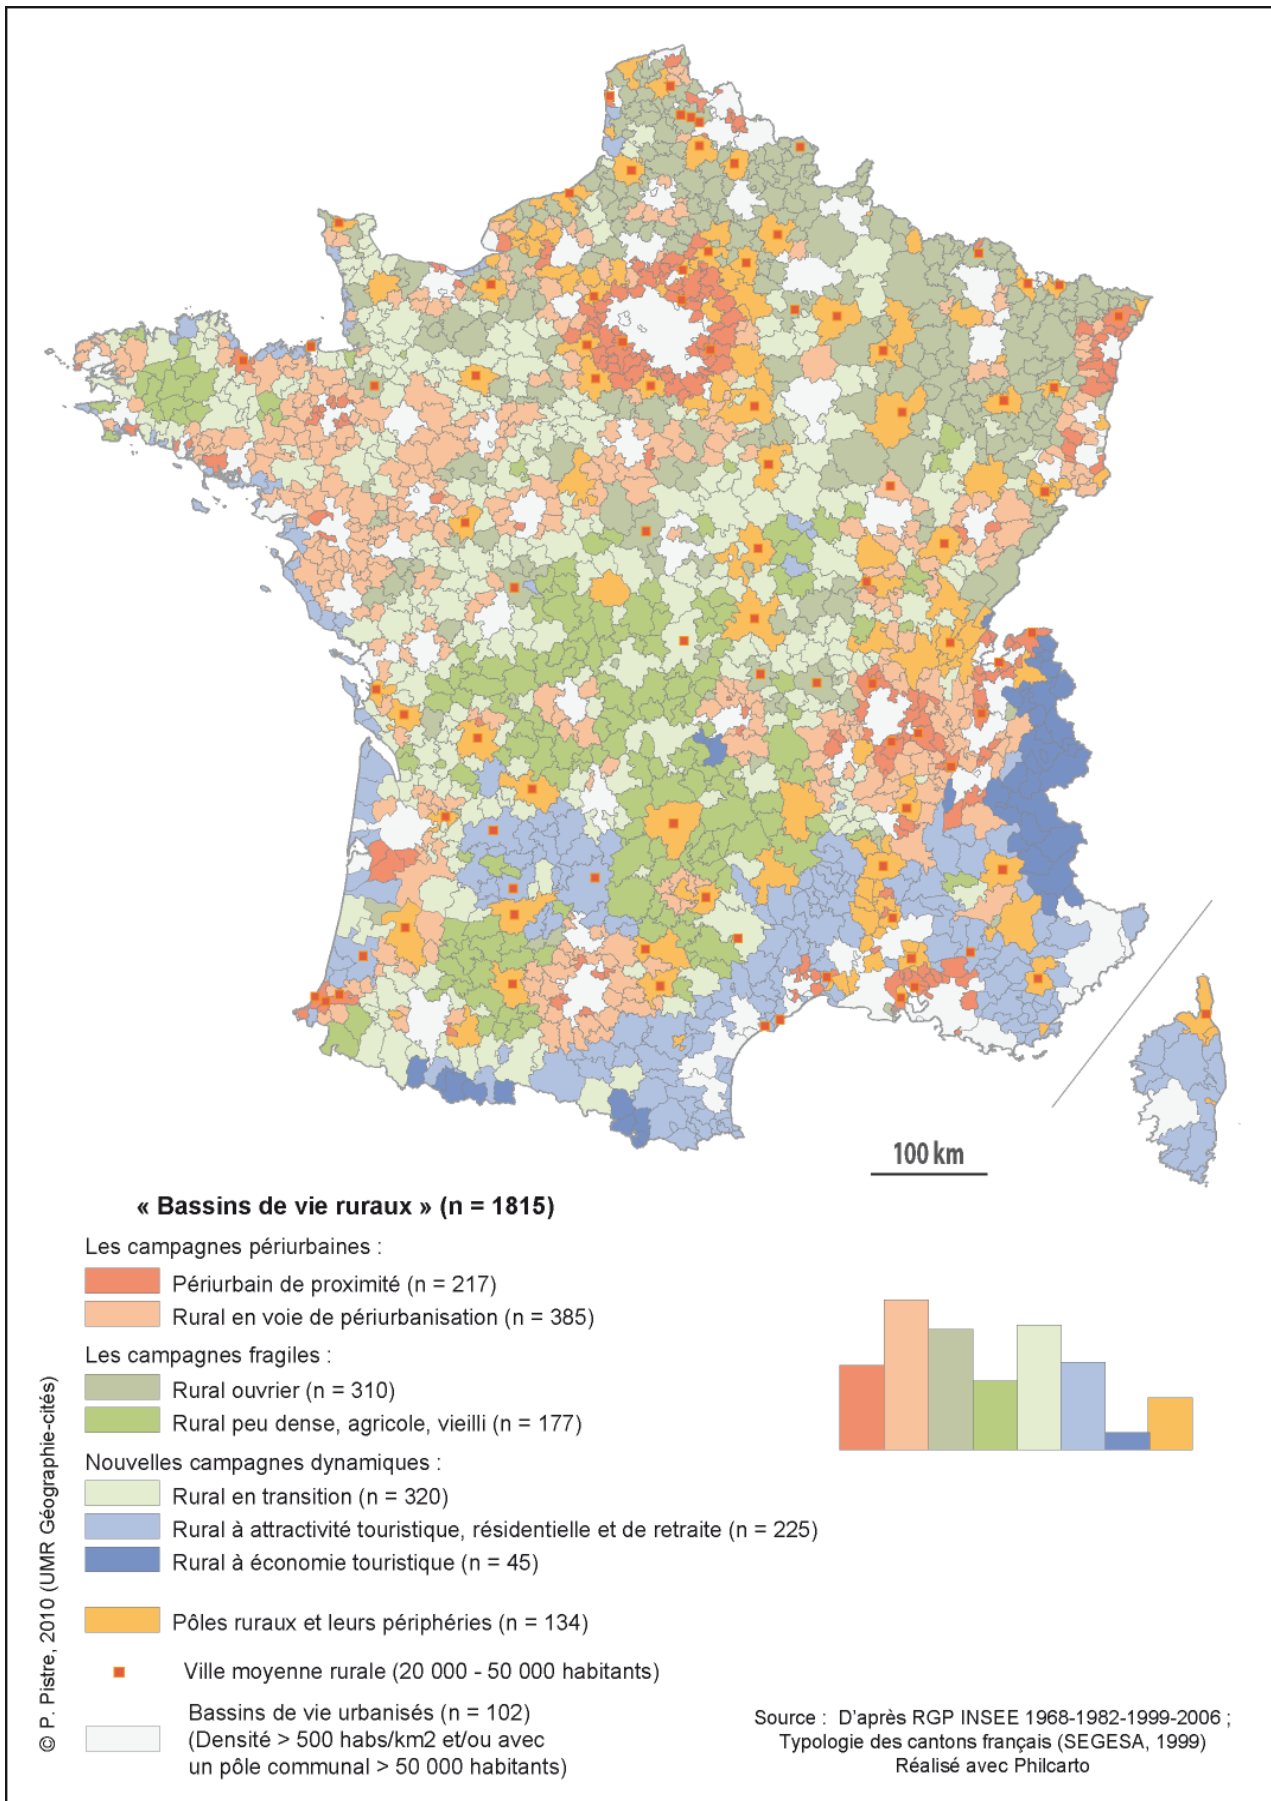 100 km
« Bassins de vie ruraux » (n = 1815)
Les campagnes périurbaines :
Périurbain de proximité (n = 217)
Rural en voie de périurbanisation (n = 385)
Les campagnes fragiles :
Rural ouvrier (n = 310)
Rural peu dense, agricole, vieilli (n = 177)
Nouvelles campagnes dynamiques :
Rural en transition (n = 320)
Rural à attractivité touristique, résidentielle et de retraite (n = 225)
Rural à économie touristique (n = 45)
Pôles ruraux et leurs périphéries (n = 134)
Ville moyenne rurale (20 000 - 50 000 habitants)
Bassins de vie urbanisés (n = 102)
(Densité > 500 habs/km2 et/ou avec
un pôle communal > 50 000 habitants)
© P. Pistre, 2010 (UMR Géographie-cités)
Source : D'après RGP INSEE 1968-1982-1999-2006 ;
Typologie des cantons français (SEGESA, 1999)
Réalisé avec Philcarto